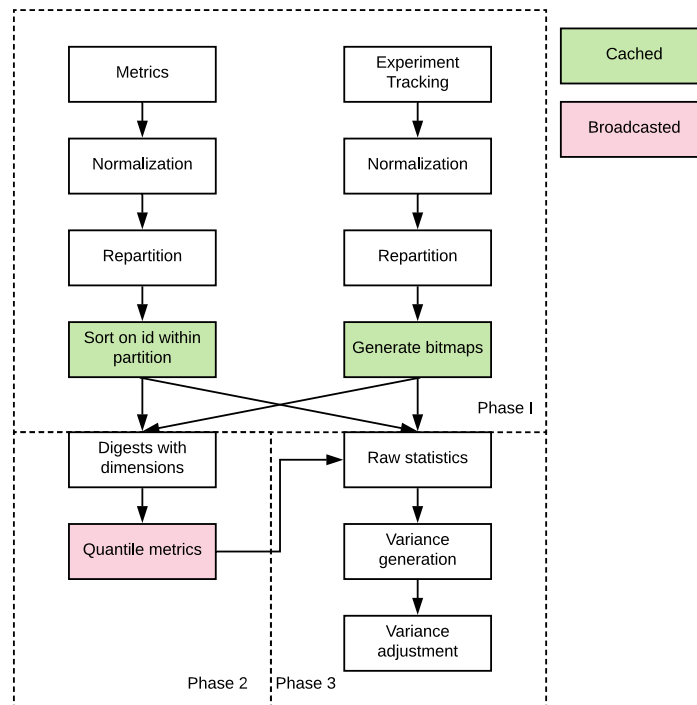 Metrics
Experiment
Tracking
Cached
Broadcasted
Normalization
Normalization
Repartition
Repartition
Sort on id within
partition
Generate bitmaps
Phase I
Digests with
dimensions
Raw statistics
Quantile metrics
Variance
generation
Variance
adjustment
Phase 2
Phase 3